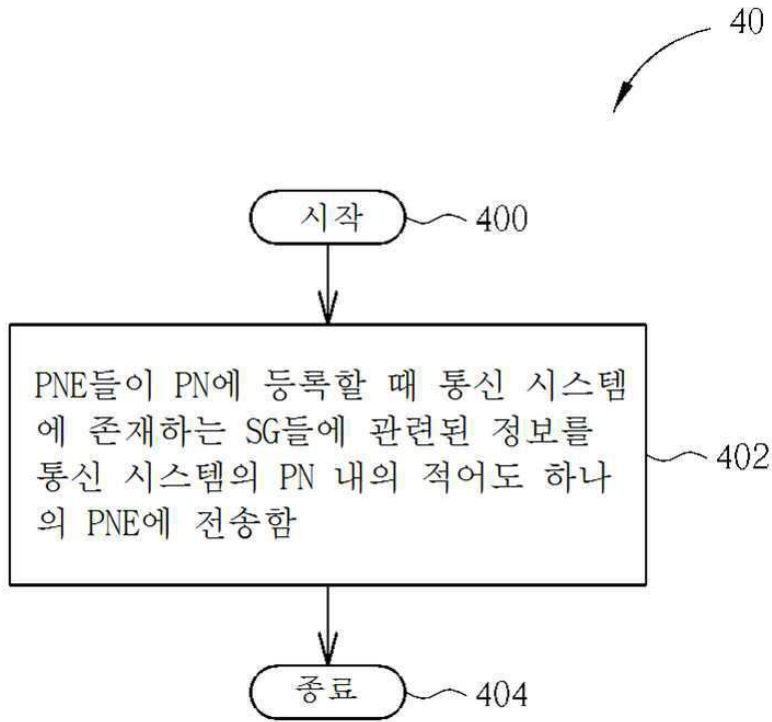 40
시작
400
PNE들이 PN에 등록할 때 통신 시스템
에 존재하는 SG들에 관련된 정보를
통신 시스템의 PN 내의 적어도 하나
의 PNE에 전송함
402
종료
404